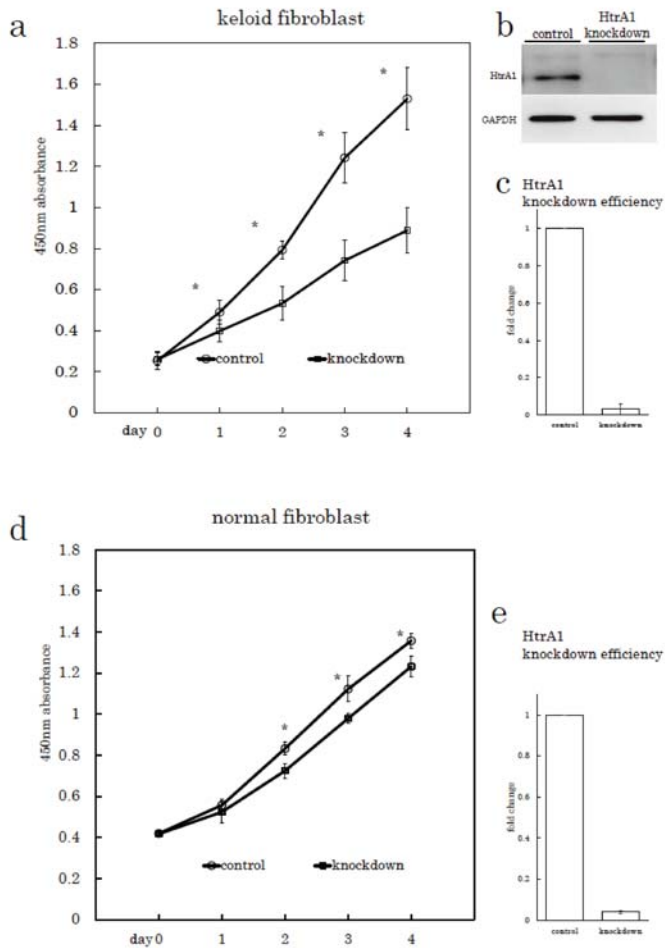 a
keloid fibroblast
1.8
1.6
1.4
1.2
1
0.8
0.6
0.4
0.2
0
450nm absorbance
*
*
*
*
control
knockdown
day 0 1 2 3 4
b
control
HtrA1
knockdown
HtrA1
GAPDH
c
HtrA1
knockdown efficiency
1
0.8
0.6
0.4
0.2
0
fold change
control knockdown
d
normal fibroblast
1.8
1.6
1.4
1.2
1
0.8
0.6
0.4
0.2
0
450nm absorbance
*
*
*
control
knockdown
day 0 1 2 3 4
e
HtrA1
knockdown efficiency
1
0.8
0.6
0.4
0.2
0
fold change
control knockdown